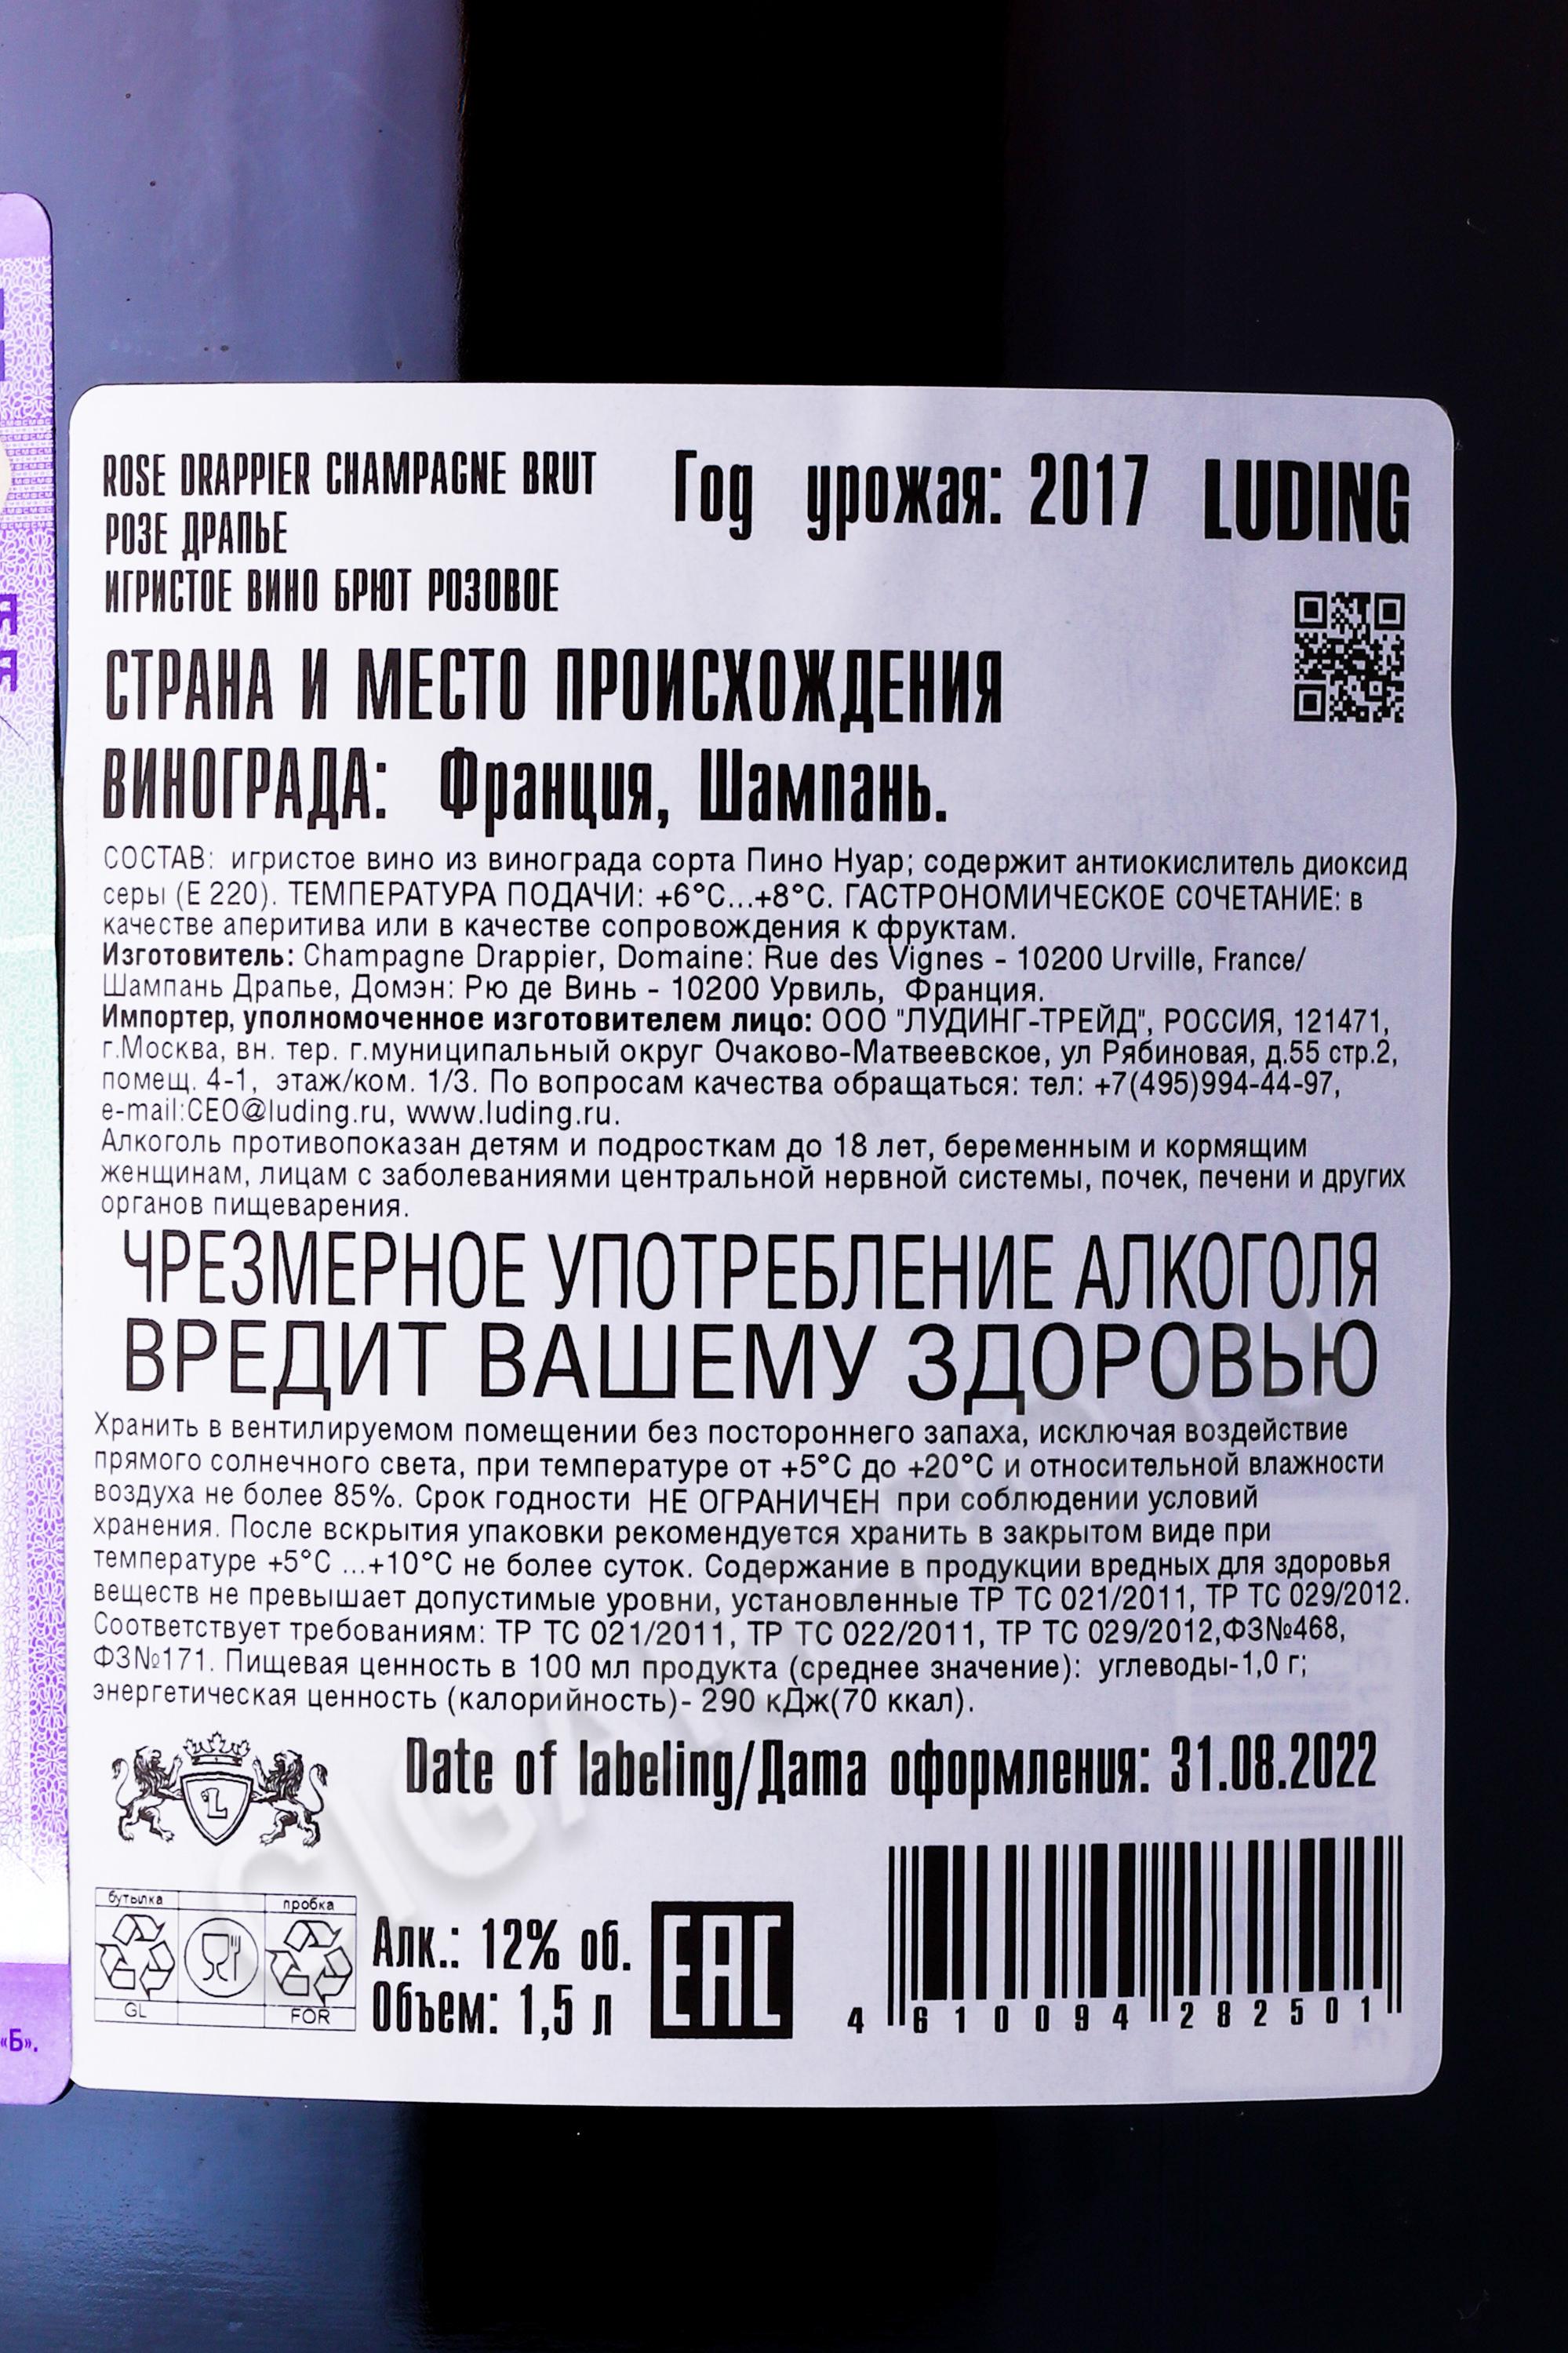 ROSE DRAPPIER CHAMPAGNE BRUT
РОЗЕ ДРАПЬЕ
ИГРИСТОЕ ВИНО БРЮТ РОЗОВОЕ
Год урожая: 2017
LUDING
СТРАНА И МЕСТО ПРОИСХОЖДЕНИЯ
ВИНОГРАДА: Франция, Шампань.
СОСТАВ: игристое вино из винограда сорта Пино Нуар; содержит антиокислитель диоксид
серы (Е 220). ТЕМПЕРАТУРА ПОДАЧИ: +6°С...+8°С. ГАСТРОНОМИЧЕСКОЕ СОЧЕТАНИЕ: в
качестве аперитива или в качестве сопровождения к фруктам.
Изготовитель: Champagne Drappier, Domaine: Rue des Vignes - 10200 Urville, France/
Шампань Драпье, Домэн: Рю де Винь - 10200 Урвиль, Франция.
Импортер, уполномоченное изготовителем лицо: ООО "ЛУДИНГ-ТРЕЙД", РОССИЯ, 121471,
г.Москва, вн. тер. г.муниципальный округ Очаково-Матвеевское, ул Рябиновая, д.55 стр.2,
помещ. 4-1, этаж/ком. 1/3. По вопросам качества обращаться: тел: +7(495)994-44-97,
e-mail:CEO@luding.ru, www.luding.ru.
Алкоголь противопоказан детям и подросткам до 18 лет, беременным и кормящим
женщинам, лицам с заболеваниями центральной нервной системы, почек, печени и других
органов пищеварения.
ЧРЕЗМЕРНОЕ УПОТРЕБЛЕНИЕ АЛКОГОЛЯ
ВРЕДИТ ВАШЕМУ ЗДОРОВЬЮ
Хранить в вентилируемом помещении без постороннего запаха, исключая воздействие
прямого солнечного света, при температуре от +5°С до +20°С и относительной влажности
воздуха не более 85%. Срок годности НЕ ОГРАНИЧЕН при соблюдении условий
хранения. После вскрытия упаковки рекомендуется хранить в закрытом виде при
температуре +5°С ...+10°С не более суток. Содержание в продукции вредных для здоровья
веществ не превышает допустимые уровни, установленные ТР ТС 021/2011, ТР ТС 029/2012.
Соответствует требованиям: ТР ТС 021/2011, ТР ТС 022/2011, ТР ТС 029/2012,ФЗ№468,
ФЗ№171. Пищевая ценность в 100 мл продукта (среднее значение): углеводы-1,0 г;
энергетическая ценность (калорийность)- 290 кДж(70 ккал).
L
Date of labeling/Дата оформления: 31.08.2022
бутылка
пробка
GL
FOR
Алк.: 12% об.
Объем: 1,5 л
EAC
4 610094 282501
«Б».